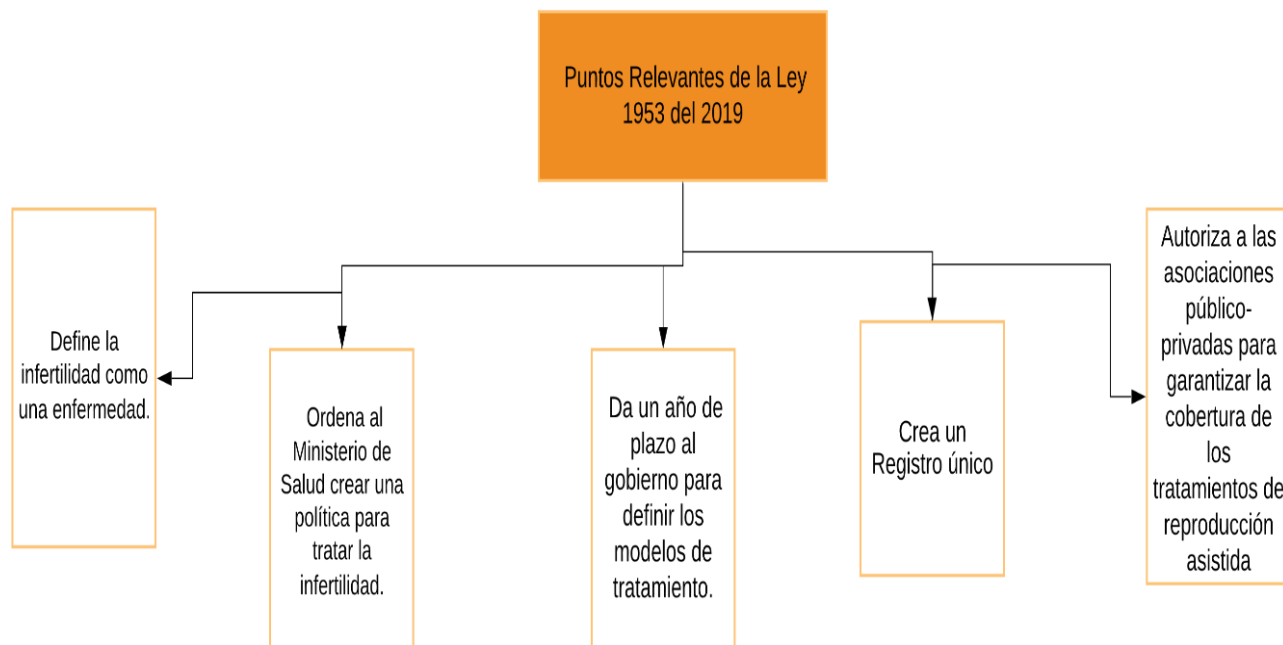 Puntos Relevantes de la Ley
1953 del 2019
Define la
infertilidad como
una enfermedad.
Ordena al
Ministerio de
Salud crear una
política para
tratar la
infertilidad.
Da un año de
plazo al
gobierno para
definir los
modelos de
tratamiento.
Crea un
Registro único
Autoriza a las
asociaciones
público-
privadas para
garantizar la
cobertura de
los
tratamientos de
reproducción
asistida